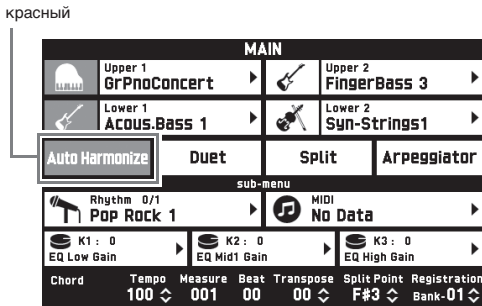 красный
MAIN
Upper 1
GrPnoConcert
Upper 2
FingerBass 3
Lower 1
Acous.Bass 1
Lower 2
Syn-Strings1
Auto Harmonize
Duet
Split
Arpeggiator
sub-menu
Rhythm 0/1
Pop Rock 1
MIDI
No Data
K1: 0
EQ Low Gain
K2: 0
EQ Mid1 Gain
K3: 0
EQ High Gain
Chord Tempo Measure Beat Transpose Split Point Registration
100 001 00 00 F#3 Bank-01